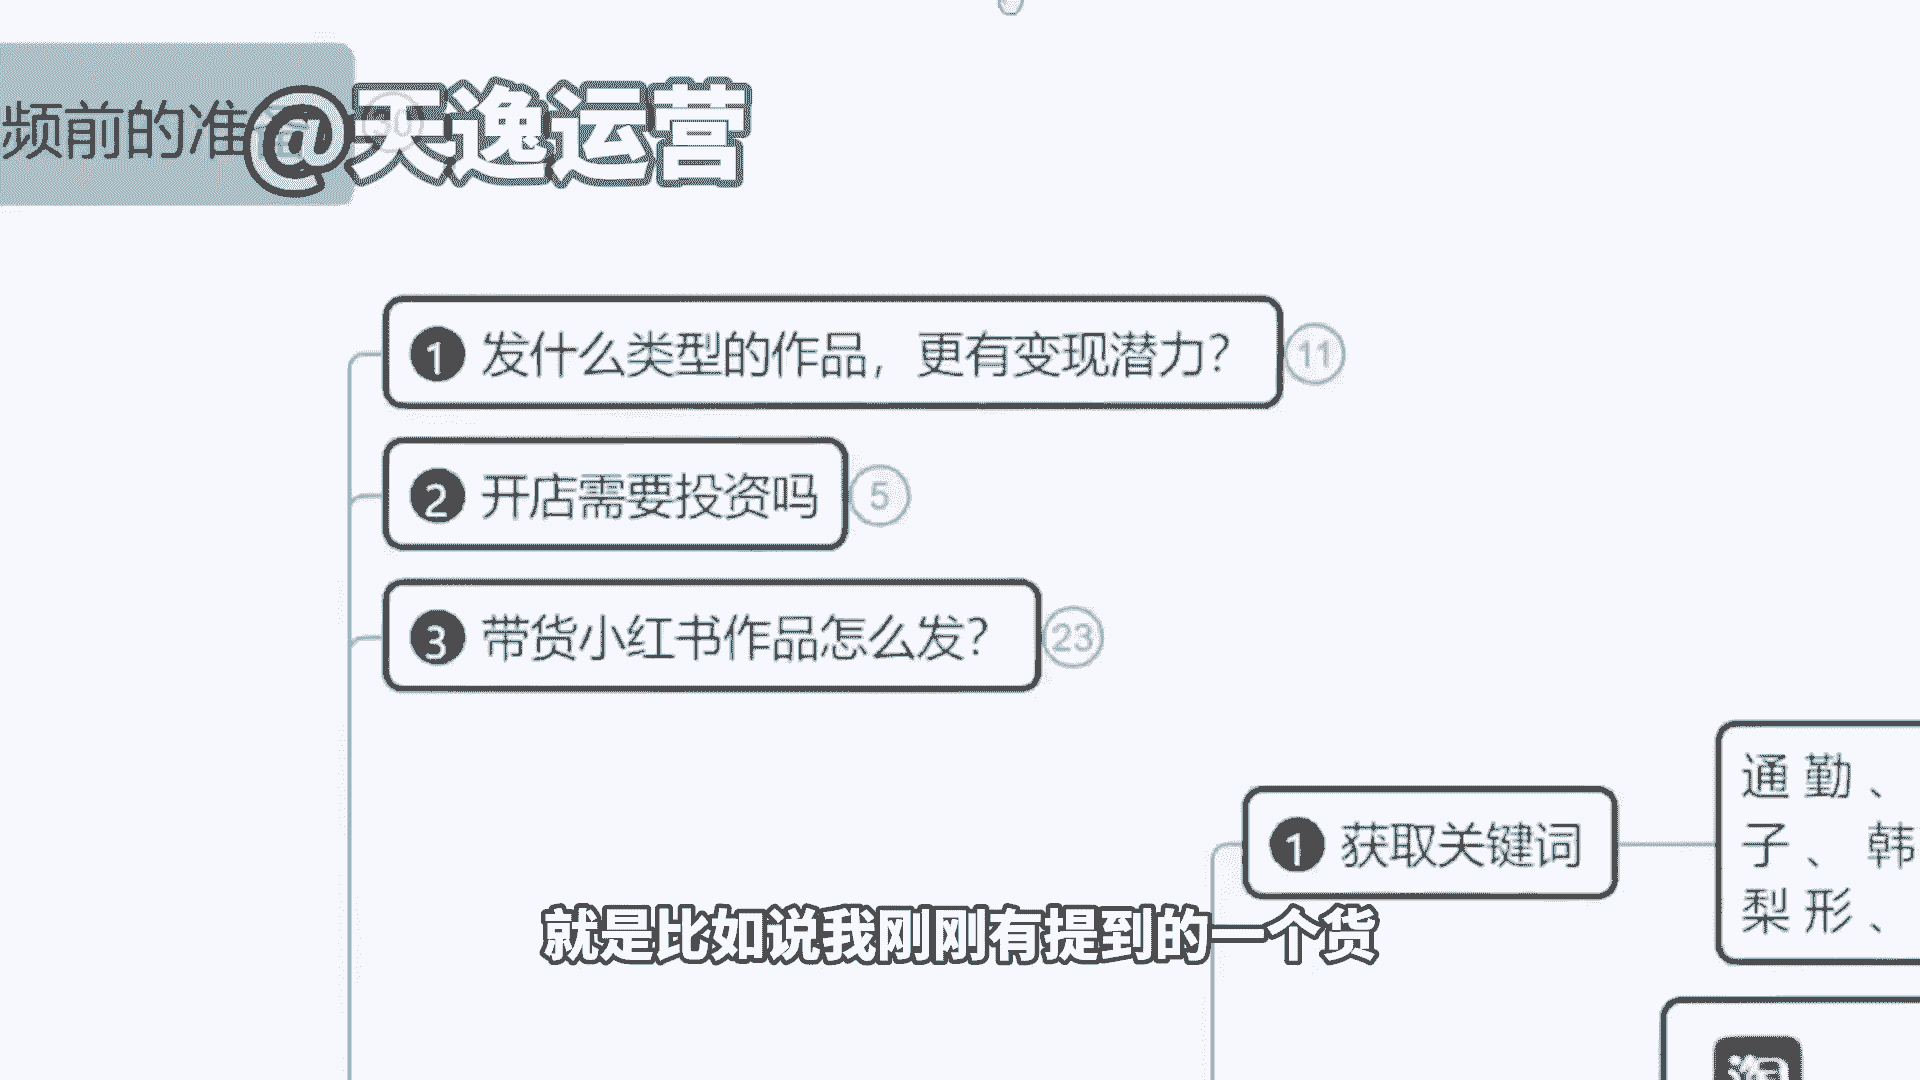 频前的准
@天逸运营
30
1 发什么类型的作品，更有变现潜力？ 11
2 开店需要投资吗 5
3 带货小红书作品怎么发？ 23
1 获取关键词
通勤、
子、韩
梨形、
就是比如说我刚刚有提到的一个货
淘